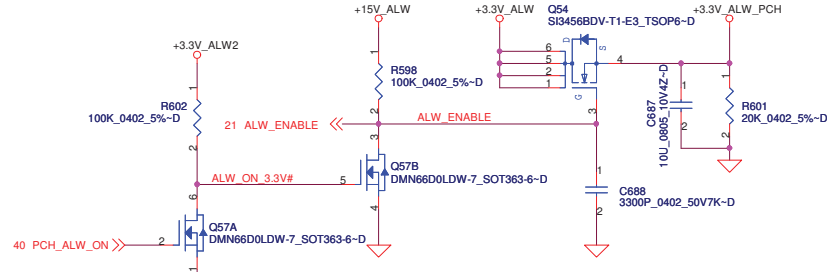 +15V_ALW
+3.3V_ALW
Q54
SI3456BDV-T1-E3_TSOP6~D
+3.3V_ALW_PCH
+3.3V_ALW2
D
S
6
5
2
1
4
G
3
1
R598
100K_0402_5%~D
2
1
R602
100K_0402_5%~D
2
C687
10U_0805_10V4Z~D
1
2
1
R601
20K_0402_5%~D
2
21 ALW_ENABLE
ALW_ENABLE
3
Q57B
DMN66D0LDW-7_SOT363-6~D
5
4
ALW_ON_3.3V#
1
C688
3300P_0402_50V7K~D
2
6
Q57A
DMN66D0LDW-7_SOT363-6~D
40 PCH_ALW_ON
2
1